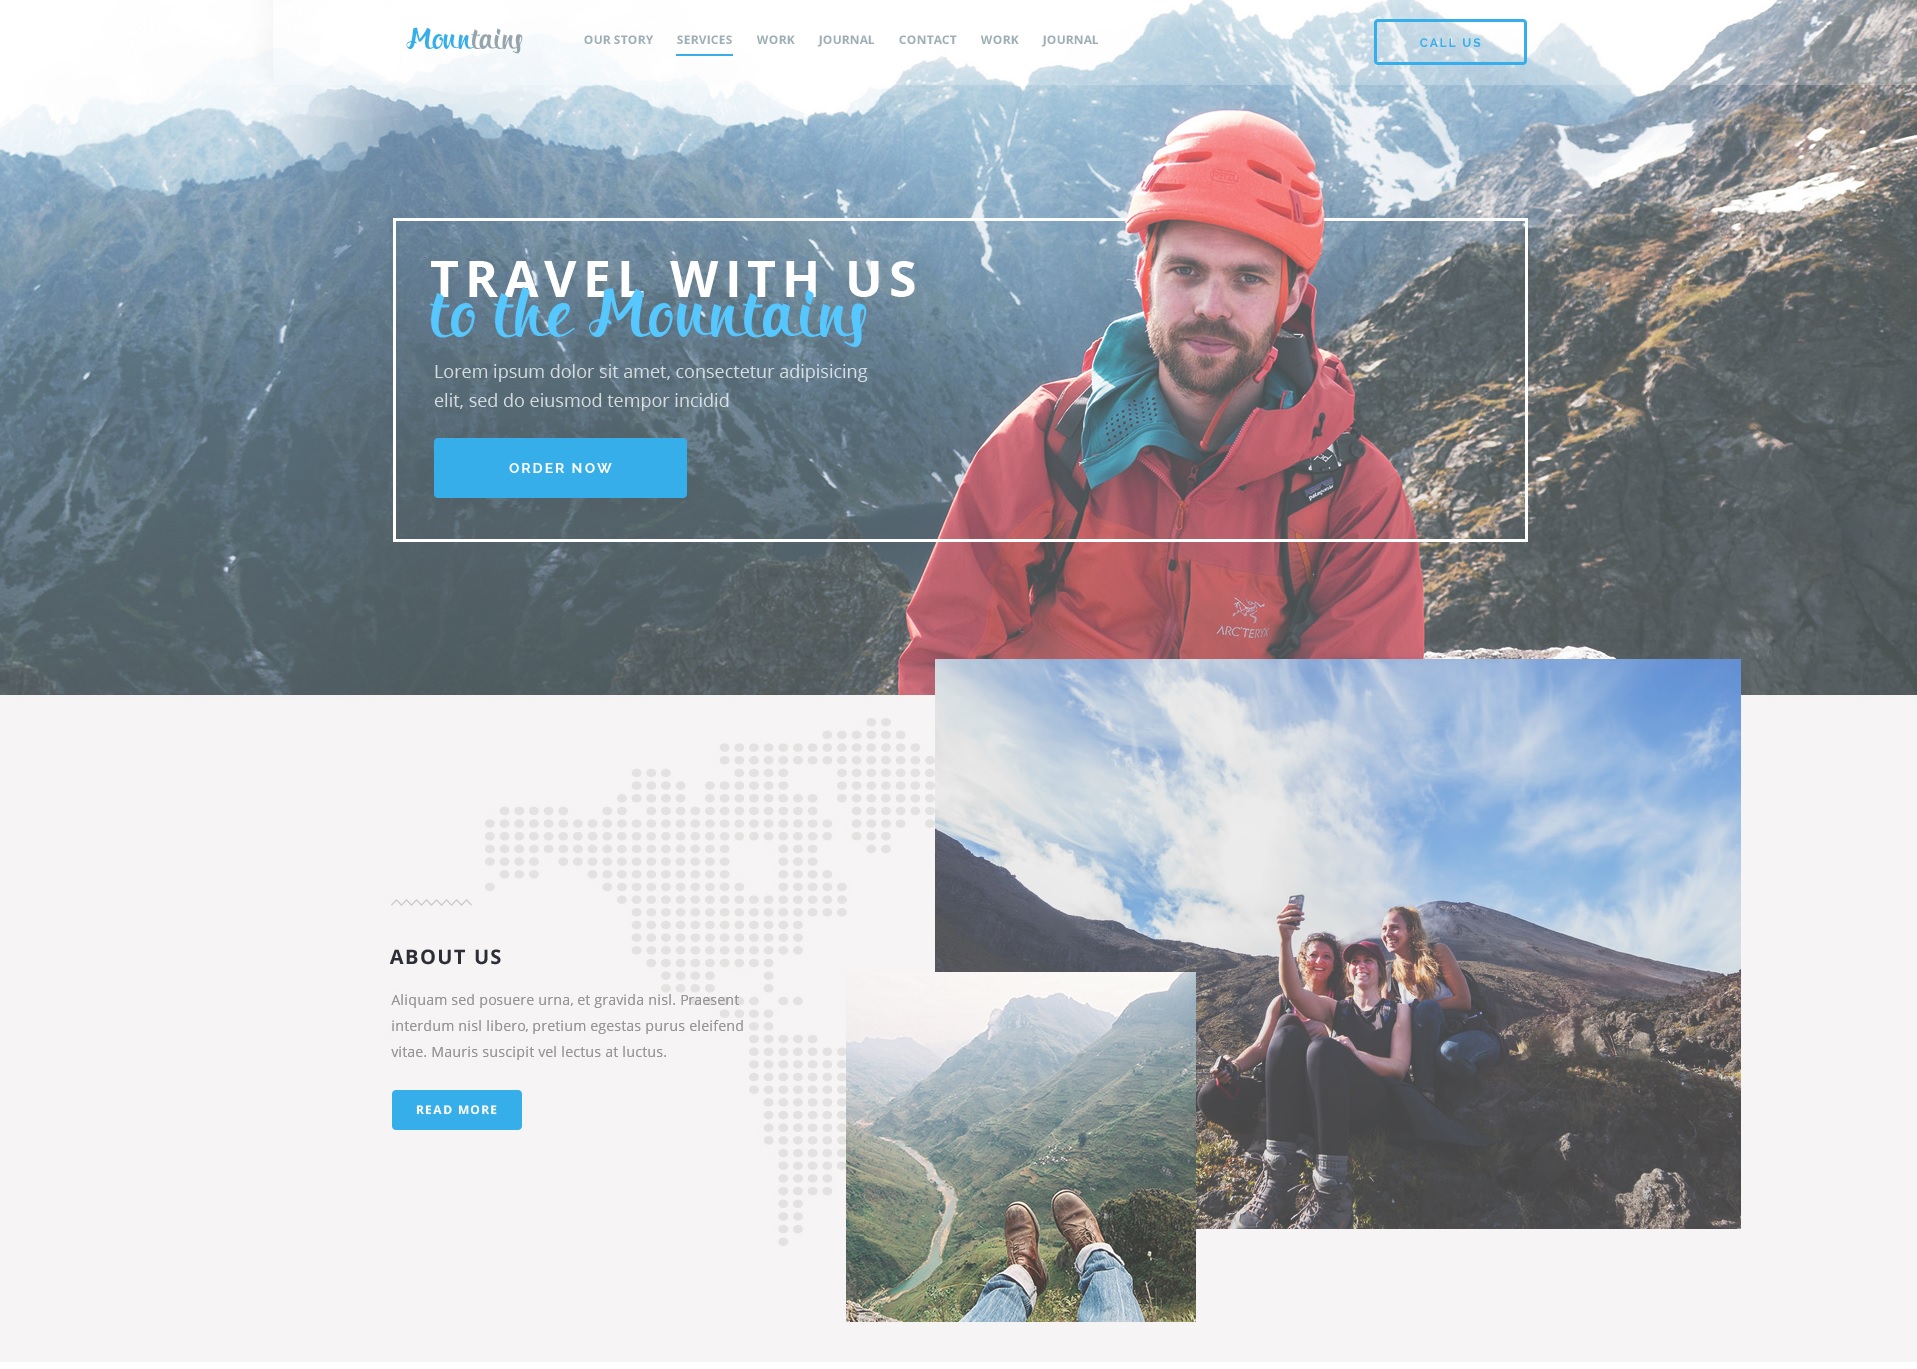 Mountains
OUR STORY SERVICES WORK JOURNAL CONTACT WORK JOURNAL
CALL US
TRAVEL WITH US
to the Mountains
Lorem ipsum dolor sit amet, consectetur adipisicing
elit, sed do eiusmod tempor incidid
ORDER NOW
patagonia
ARC'TERYX
ABOUT US
Aliquam sed posuere urna, et gravida nisl. Praesent
interdum nisl libero, pretium egestas purus eleifend
vitae. Mauris suscipit vel lectus at luctus.
READ MORE